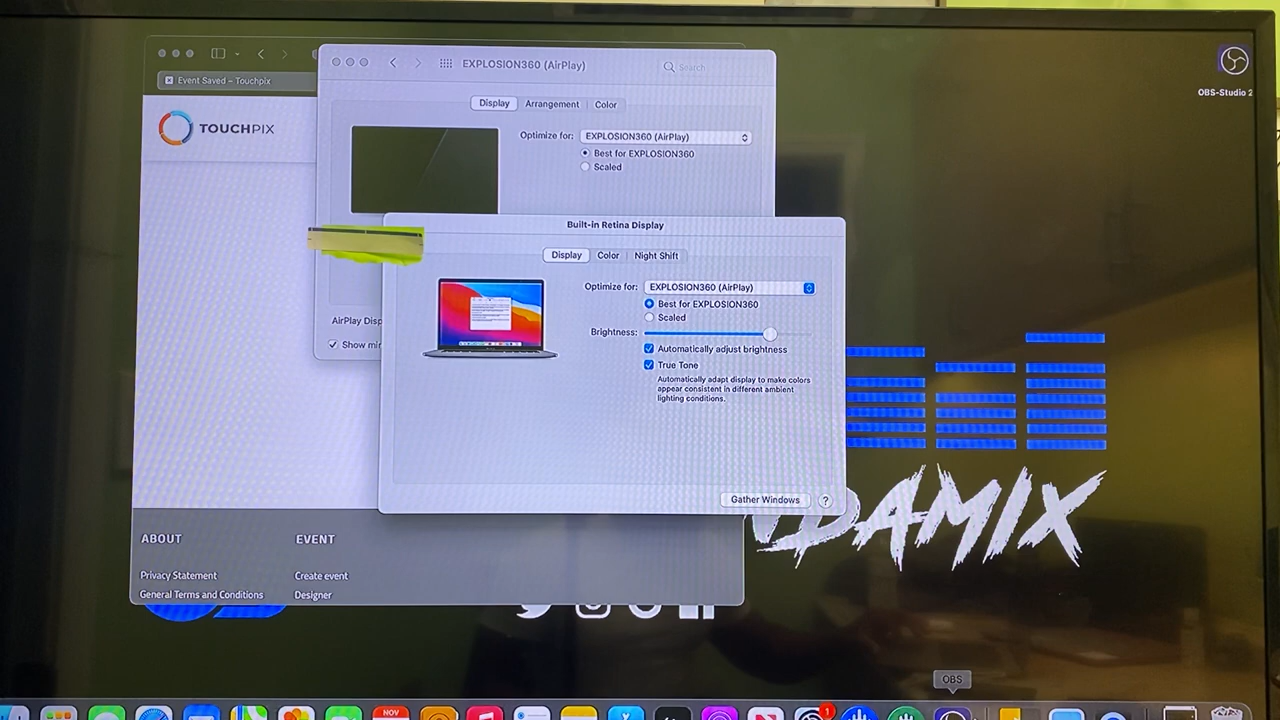 EXPLOSION360 (AirPlay)
Search
OBS-Studio 2
Event Saved ~ Touchpix
TOUCHPIX
Display
Arrangement
Color
Optimize for:
EXPLOSION360 (AirPlay)
Best for EXPLOSION360
Scaled
Built-in Retina Display
Display
Color
Night Shift
Optimize for:
EXPLOSION360 (AirPlay)
Best for EXPLOSION360
Scaled
Brightness:
Automatically adjust brightness
True Tone
Automatically adapt display to make colors
appear consistent in different ambient
lighting conditions.
AirPlay Disp
Show mir
Gather Windows
?
NDAMIX
ABOUT
EVENT
Privacy Statement
Create event
General Terms and Conditions
Designer
OBS
NOV
1